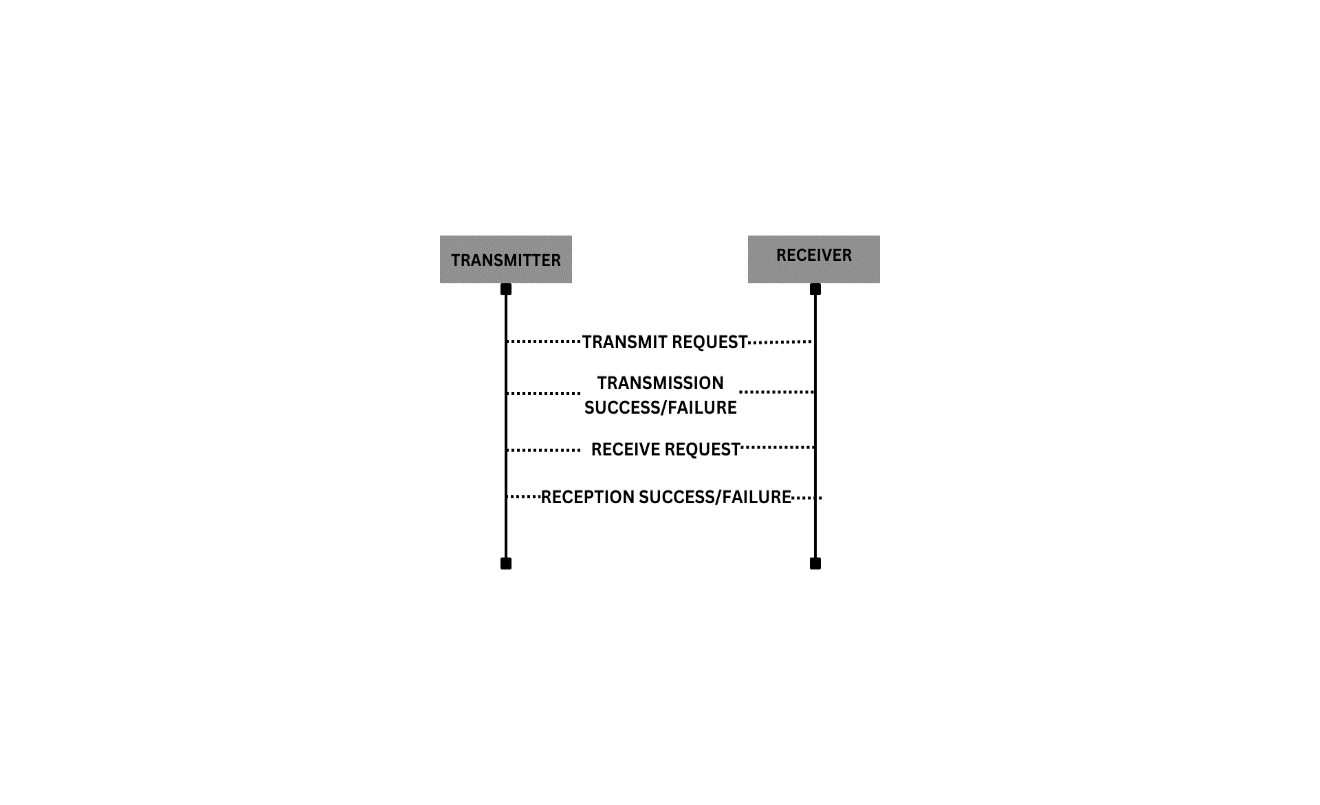 TRANSMITTER
RECEIVER
TRANSMIT REQUEST
TRANSMISSION
SUCCESS/FAILURE
RECEIVE REQUEST
RECEPTION SUCCESS/FAILURE